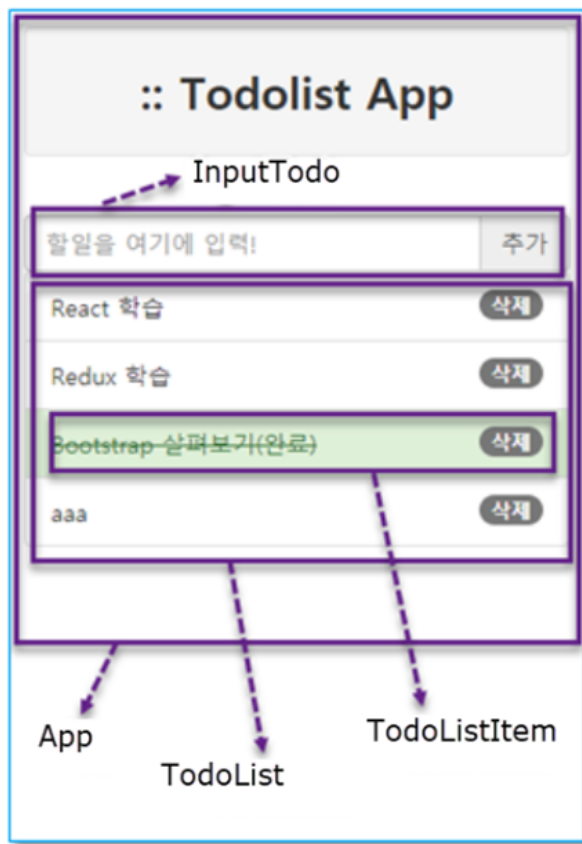 :: Todolist App
InputTodo
할일을 여기에 입력! 추가
React 학습 삭제
Redux 학습 삭제
Bootstrap 살펴보기(완료) 삭제
aaa 삭제
App
TodoListItem
TodoList